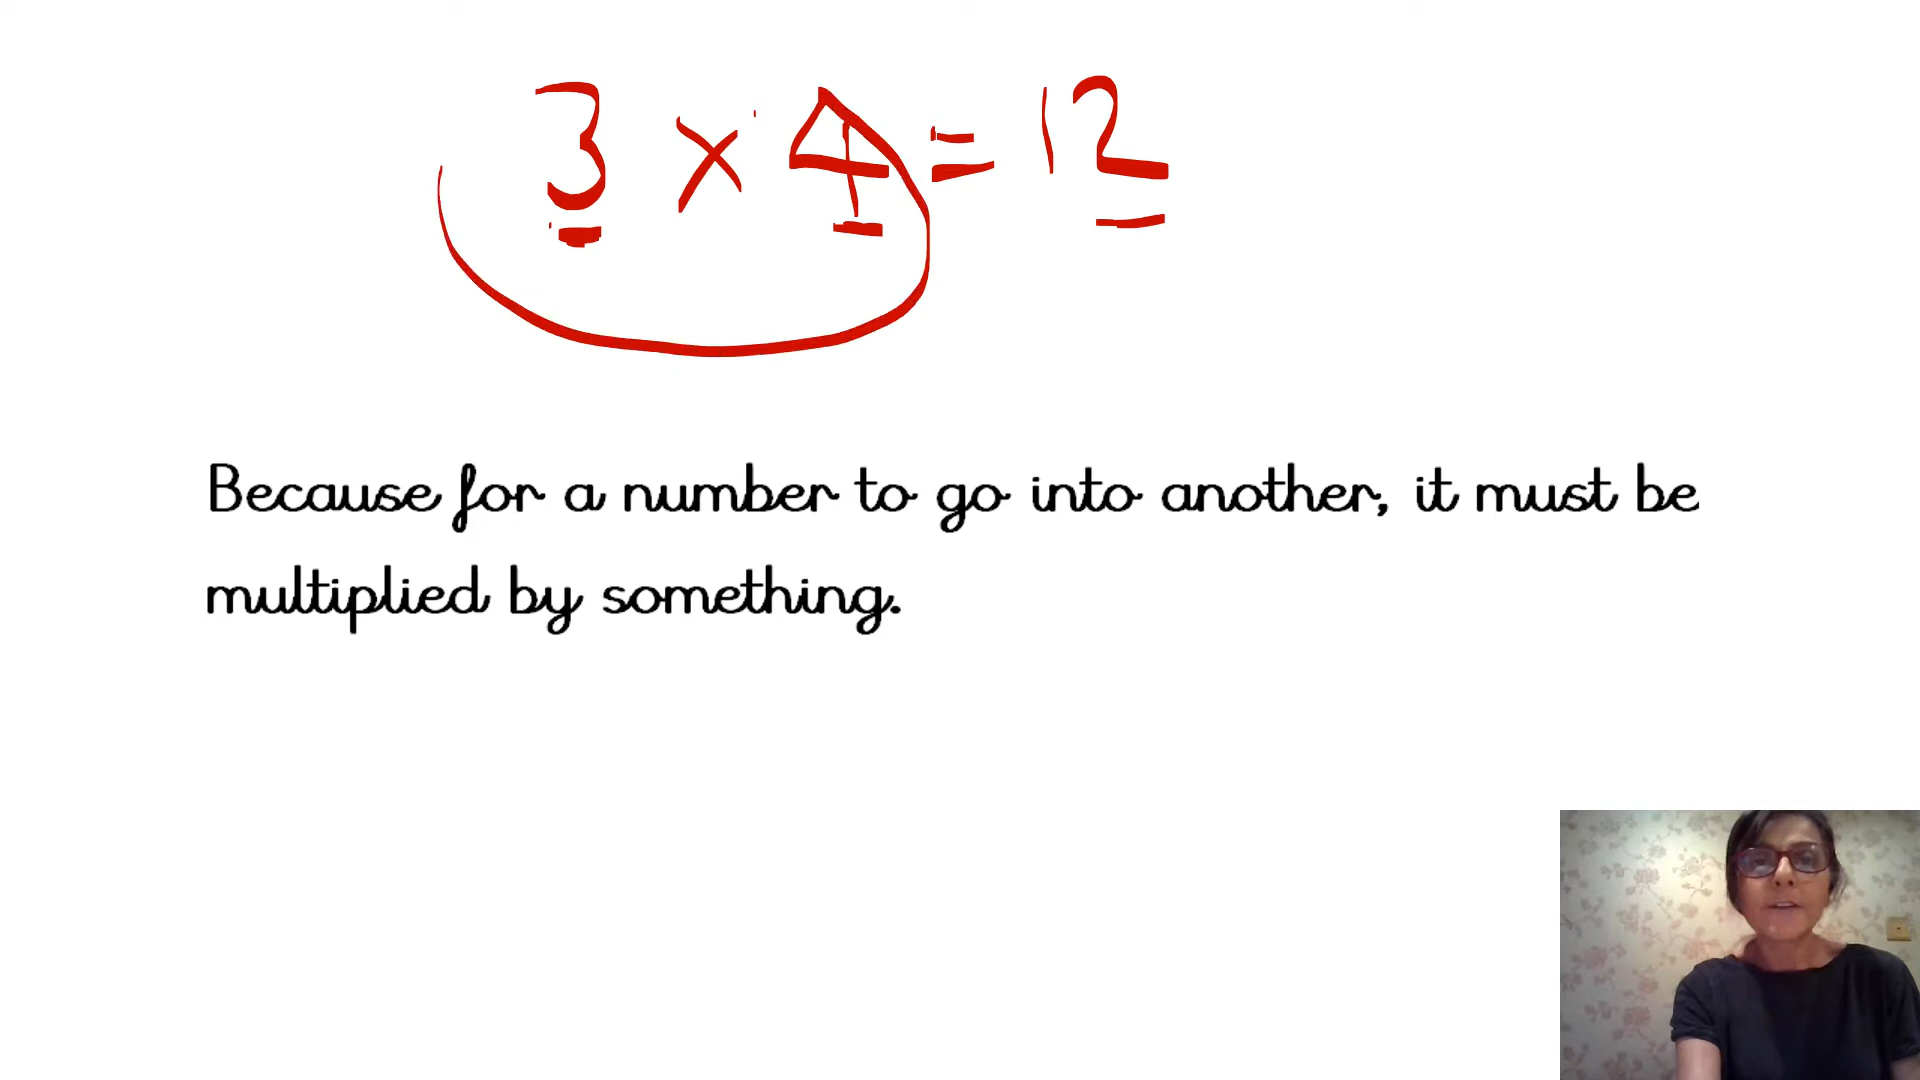 3 x 4 = 12
Because for a number to go into another, it must be
multiplied by something.